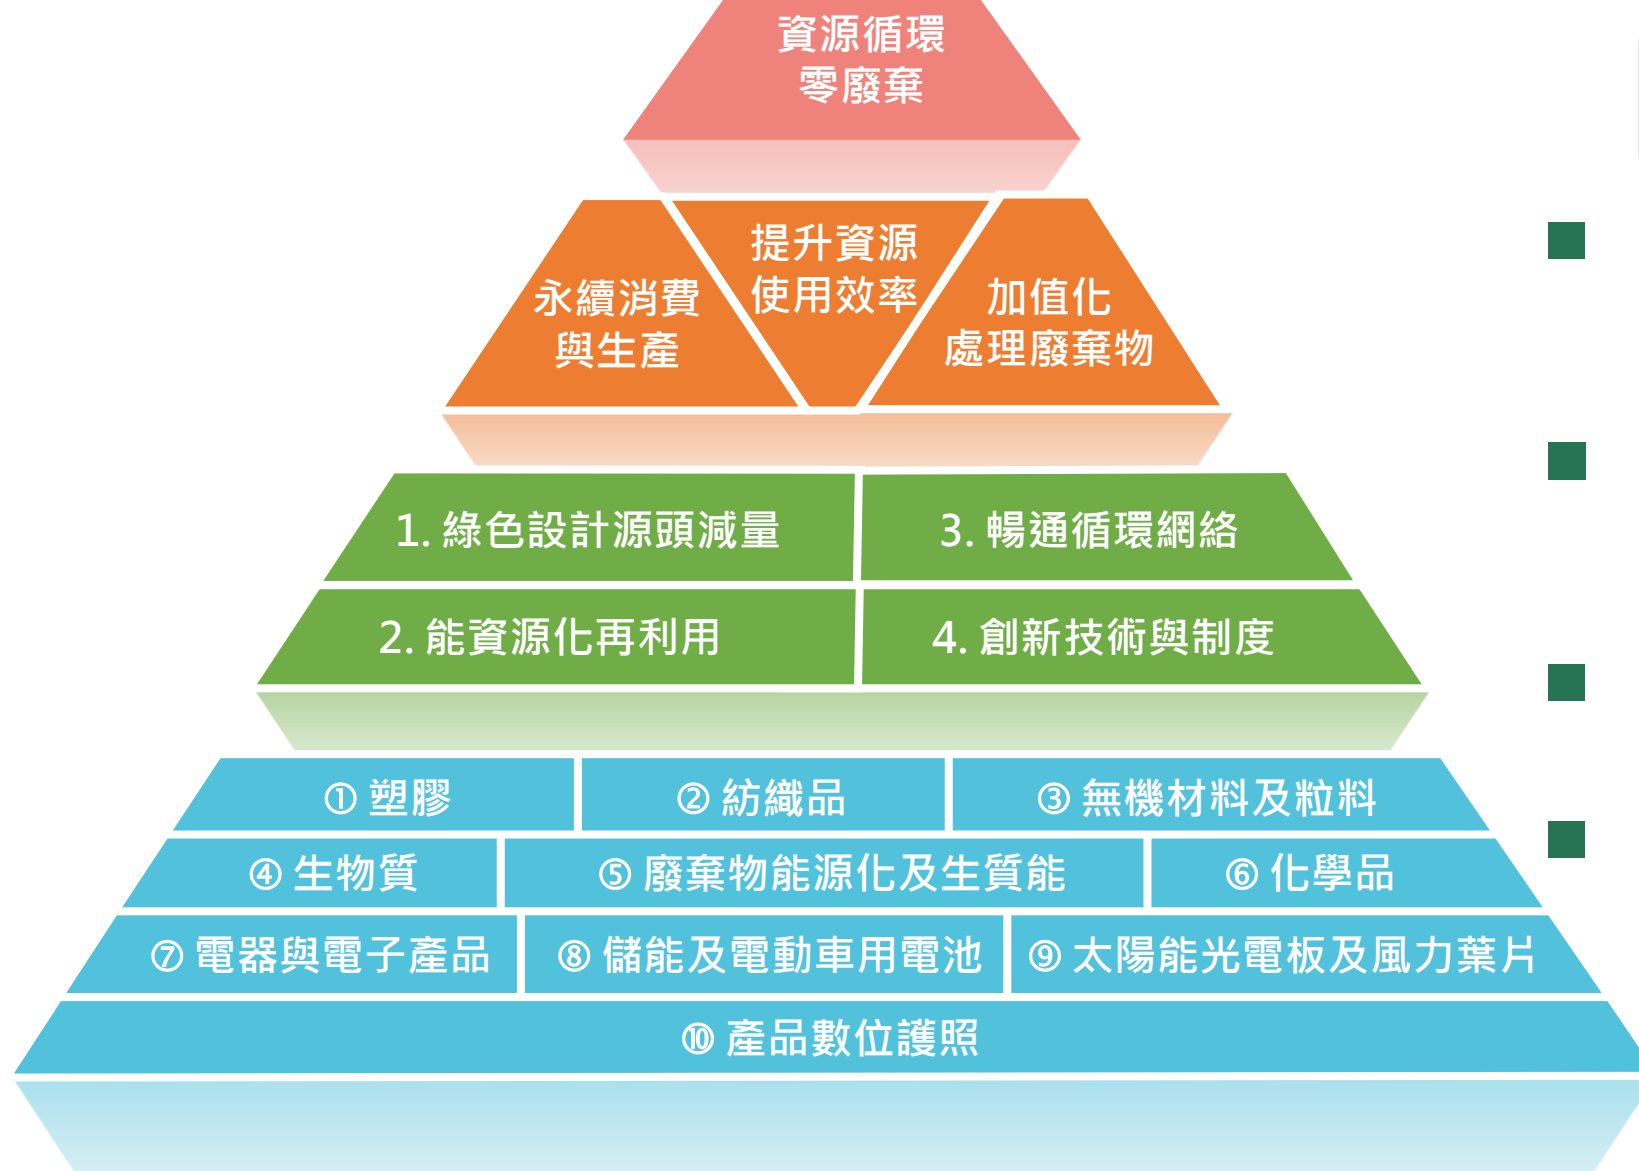 資源循環
零廢棄
永續消費
與生產
提升資源
使用效率
加值化
處理廢棄物
1. 綠色設計源頭減量
3. 暢通循環網絡
2. 能資源化再利用
4. 創新技術與制度
① 塑膠
② 紡織品
③ 無機材料及粒料
④ 生物質
⑤ 廢棄物能源化及生質能
⑥ 化學品
⑦ 電器與電子產品
⑧ 儲能及電動車用電池
⑨ 太陽能光電板及風力葉片
⑩ 產品數位護照